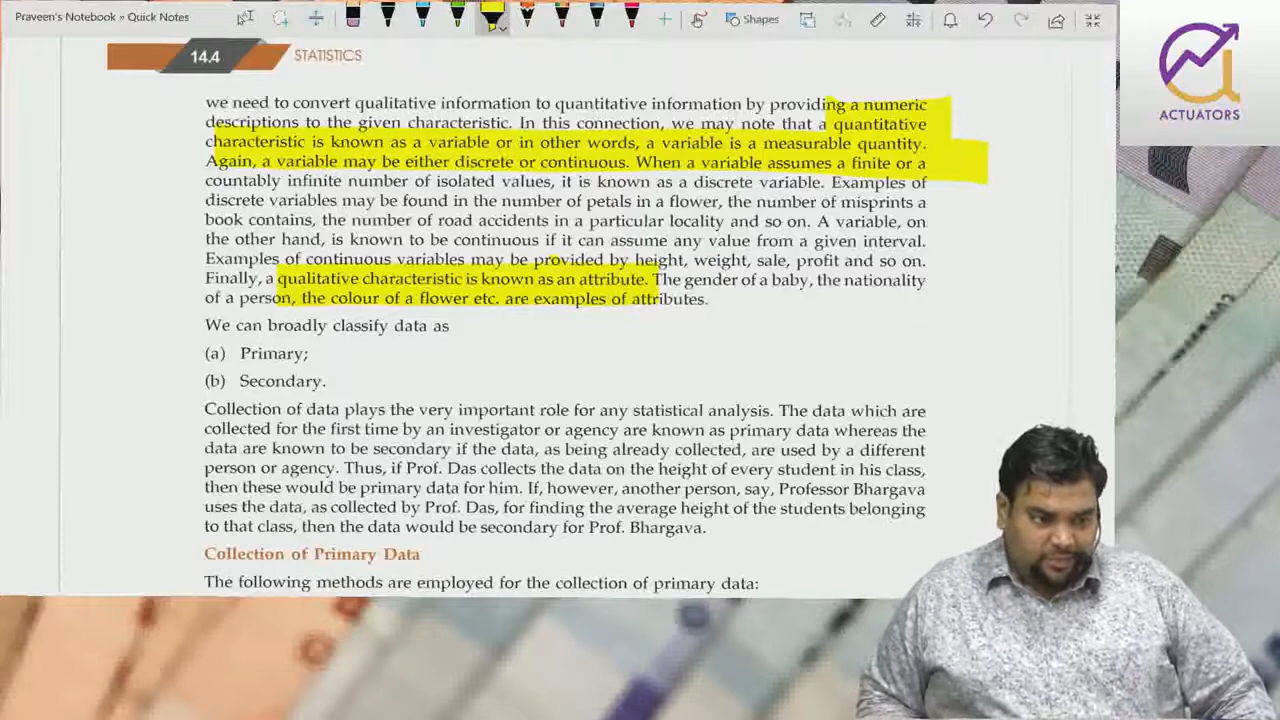 Praveen's Notebook » Quick Notes
Shapes
ACTUATORS
14.4 STATISTICS
we need to convert qualitative information to quantitative information by providing a numeric
descriptions to the given characteristic. In this connection, we may note that a quantitative
characteristic is known as a variable or in other words, a variable is a measurable quantity.
Again, a variable may be either discrete or continuous. When a variable assumes a finite or a
countably infinite number of isolated values, it is known as a discrete variable. Examples of
discrete variables may be found in the number of petals in a flower, the number of misprints a
book contains, the number of road accidents in a particular locality and so on. A variable, on
the other hand, is known to be continuous if it can assume any value from a given interval.
Examples of continuous variables may be provided by height, weight, sale, profit and so on.
Finally, a qualitative characteristic is known as an attribute. The gender of a baby, the nationality
of a person, the colour of a flower etc. are examples of attributes.
We can broadly classify data as
(a) Primary;
(b) Secondary.
Collection of data plays the very important role for any statistical analysis. The data which are
collected for the first time by an investigator or agency are known as primary data whereas the
data are known to be secondary if the data, as being already collected, are used by a different
person or agency. Thus, if Prof. Das collects the data on the height of every student in his class,
then these would be primary data for him. If, however, another person, say, Professor Bhargava
uses the data, as collected by Prof. Das, for finding the average height of the students belonging
to that class, then the data would be secondary for Prof. Bhargava.
Collection of Primary Data
The following methods are employed for the collection of primary data: